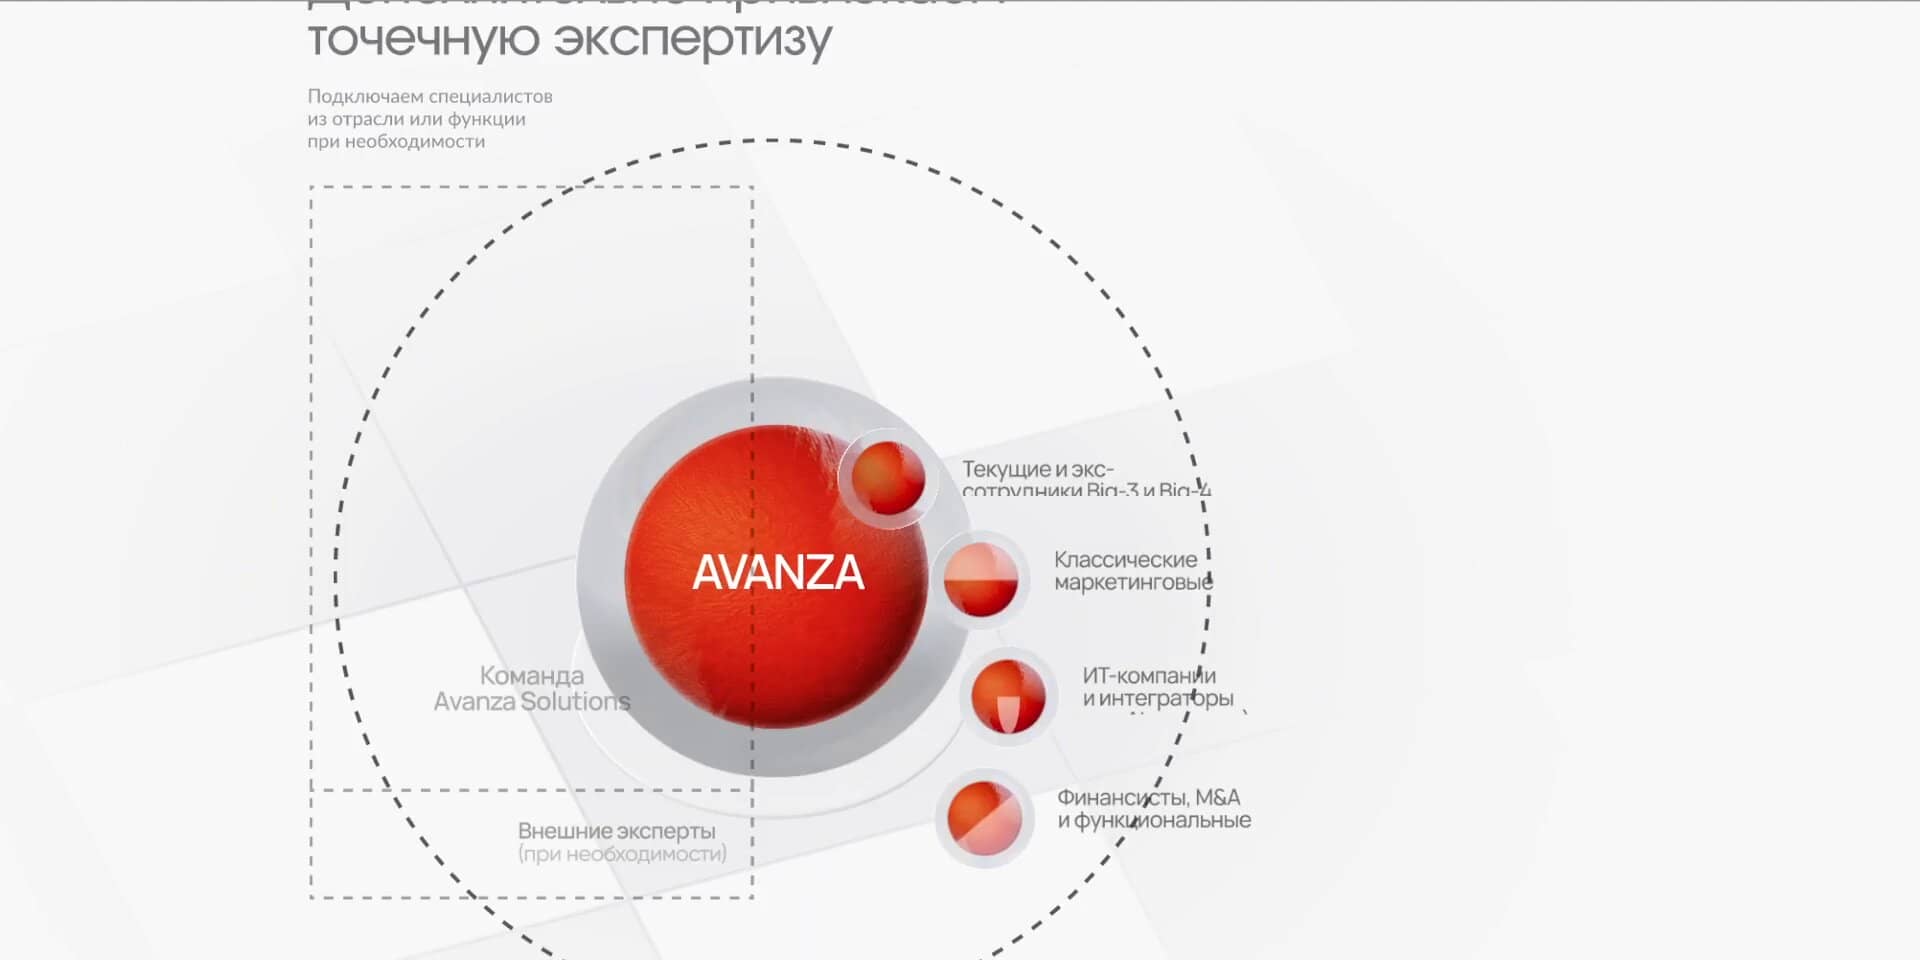 точечную экспертизу
Подключаем специалистов
из отрасли или функции
при необходимости
AVANZA
Текущие и экс-
сотрудники Big-3 и Big-4
Классические
маркетинговые
ИТ-компании
и интеграторы
Финансисты, M&A
и функциональные
Команда
Avanza Solutions
Внешние эксперты
(при необходимости)